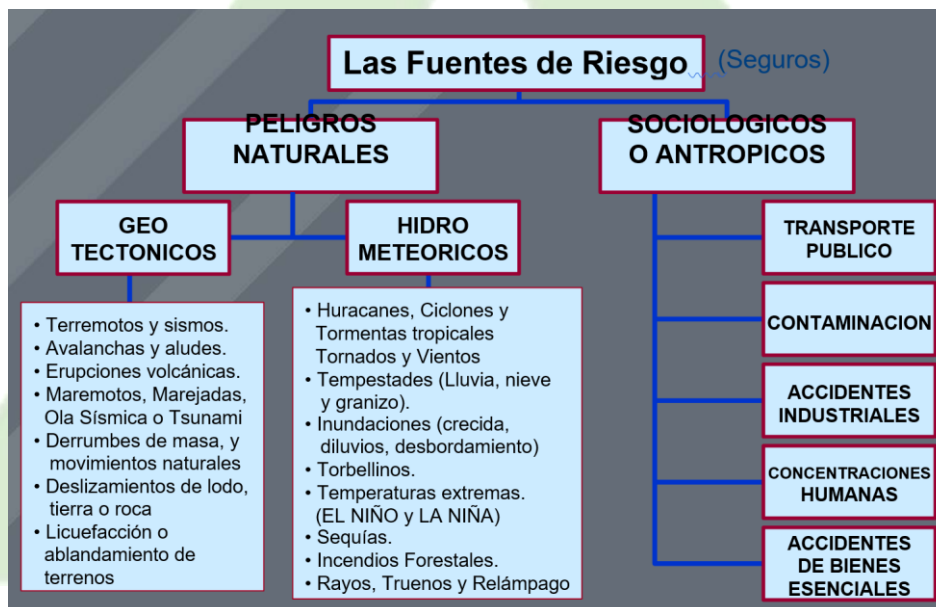 Las Fuentes de Riesgo (Seguros)
PELIGROS
NATURALES
SOCIOLOGICOS
O ANTROPICOS
GEO
TECTONICOS
HIDRO
METEORICOS
• Terremotos y sismos.
• Avalanchas y aludes.
• Erupciones volcánicas.
• Maremotos, Marejadas,
Ola Sísmica o Tsunami
• Derrumbes de masa, y
movimientos naturales
• Deslizamientos de lodo,
tierra o roca
• Licuefacción o
ablandamiento de
terrenos
• Huracanes, Ciclones y
Tormentas tropicales
Tornados y Vientos
• Tempestades (Lluvia, nieve
y granizo).
• Inundaciones (crecida,
diluvios, desbordamiento)
• Torbellinos.
• Temperaturas extremas.
(EL NIÑO y LA NIÑA)
• Sequías.
• Incendios Forestales.
• Rayos, Truenos y Relámpago
TRANSPORTE
PUBLICO
CONTAMINACION
ACCIDENTES
INDUSTRIALES
CONCENTRACIONES
HUMANAS
ACCIDENTES
DE BIENES
ESENCIALES